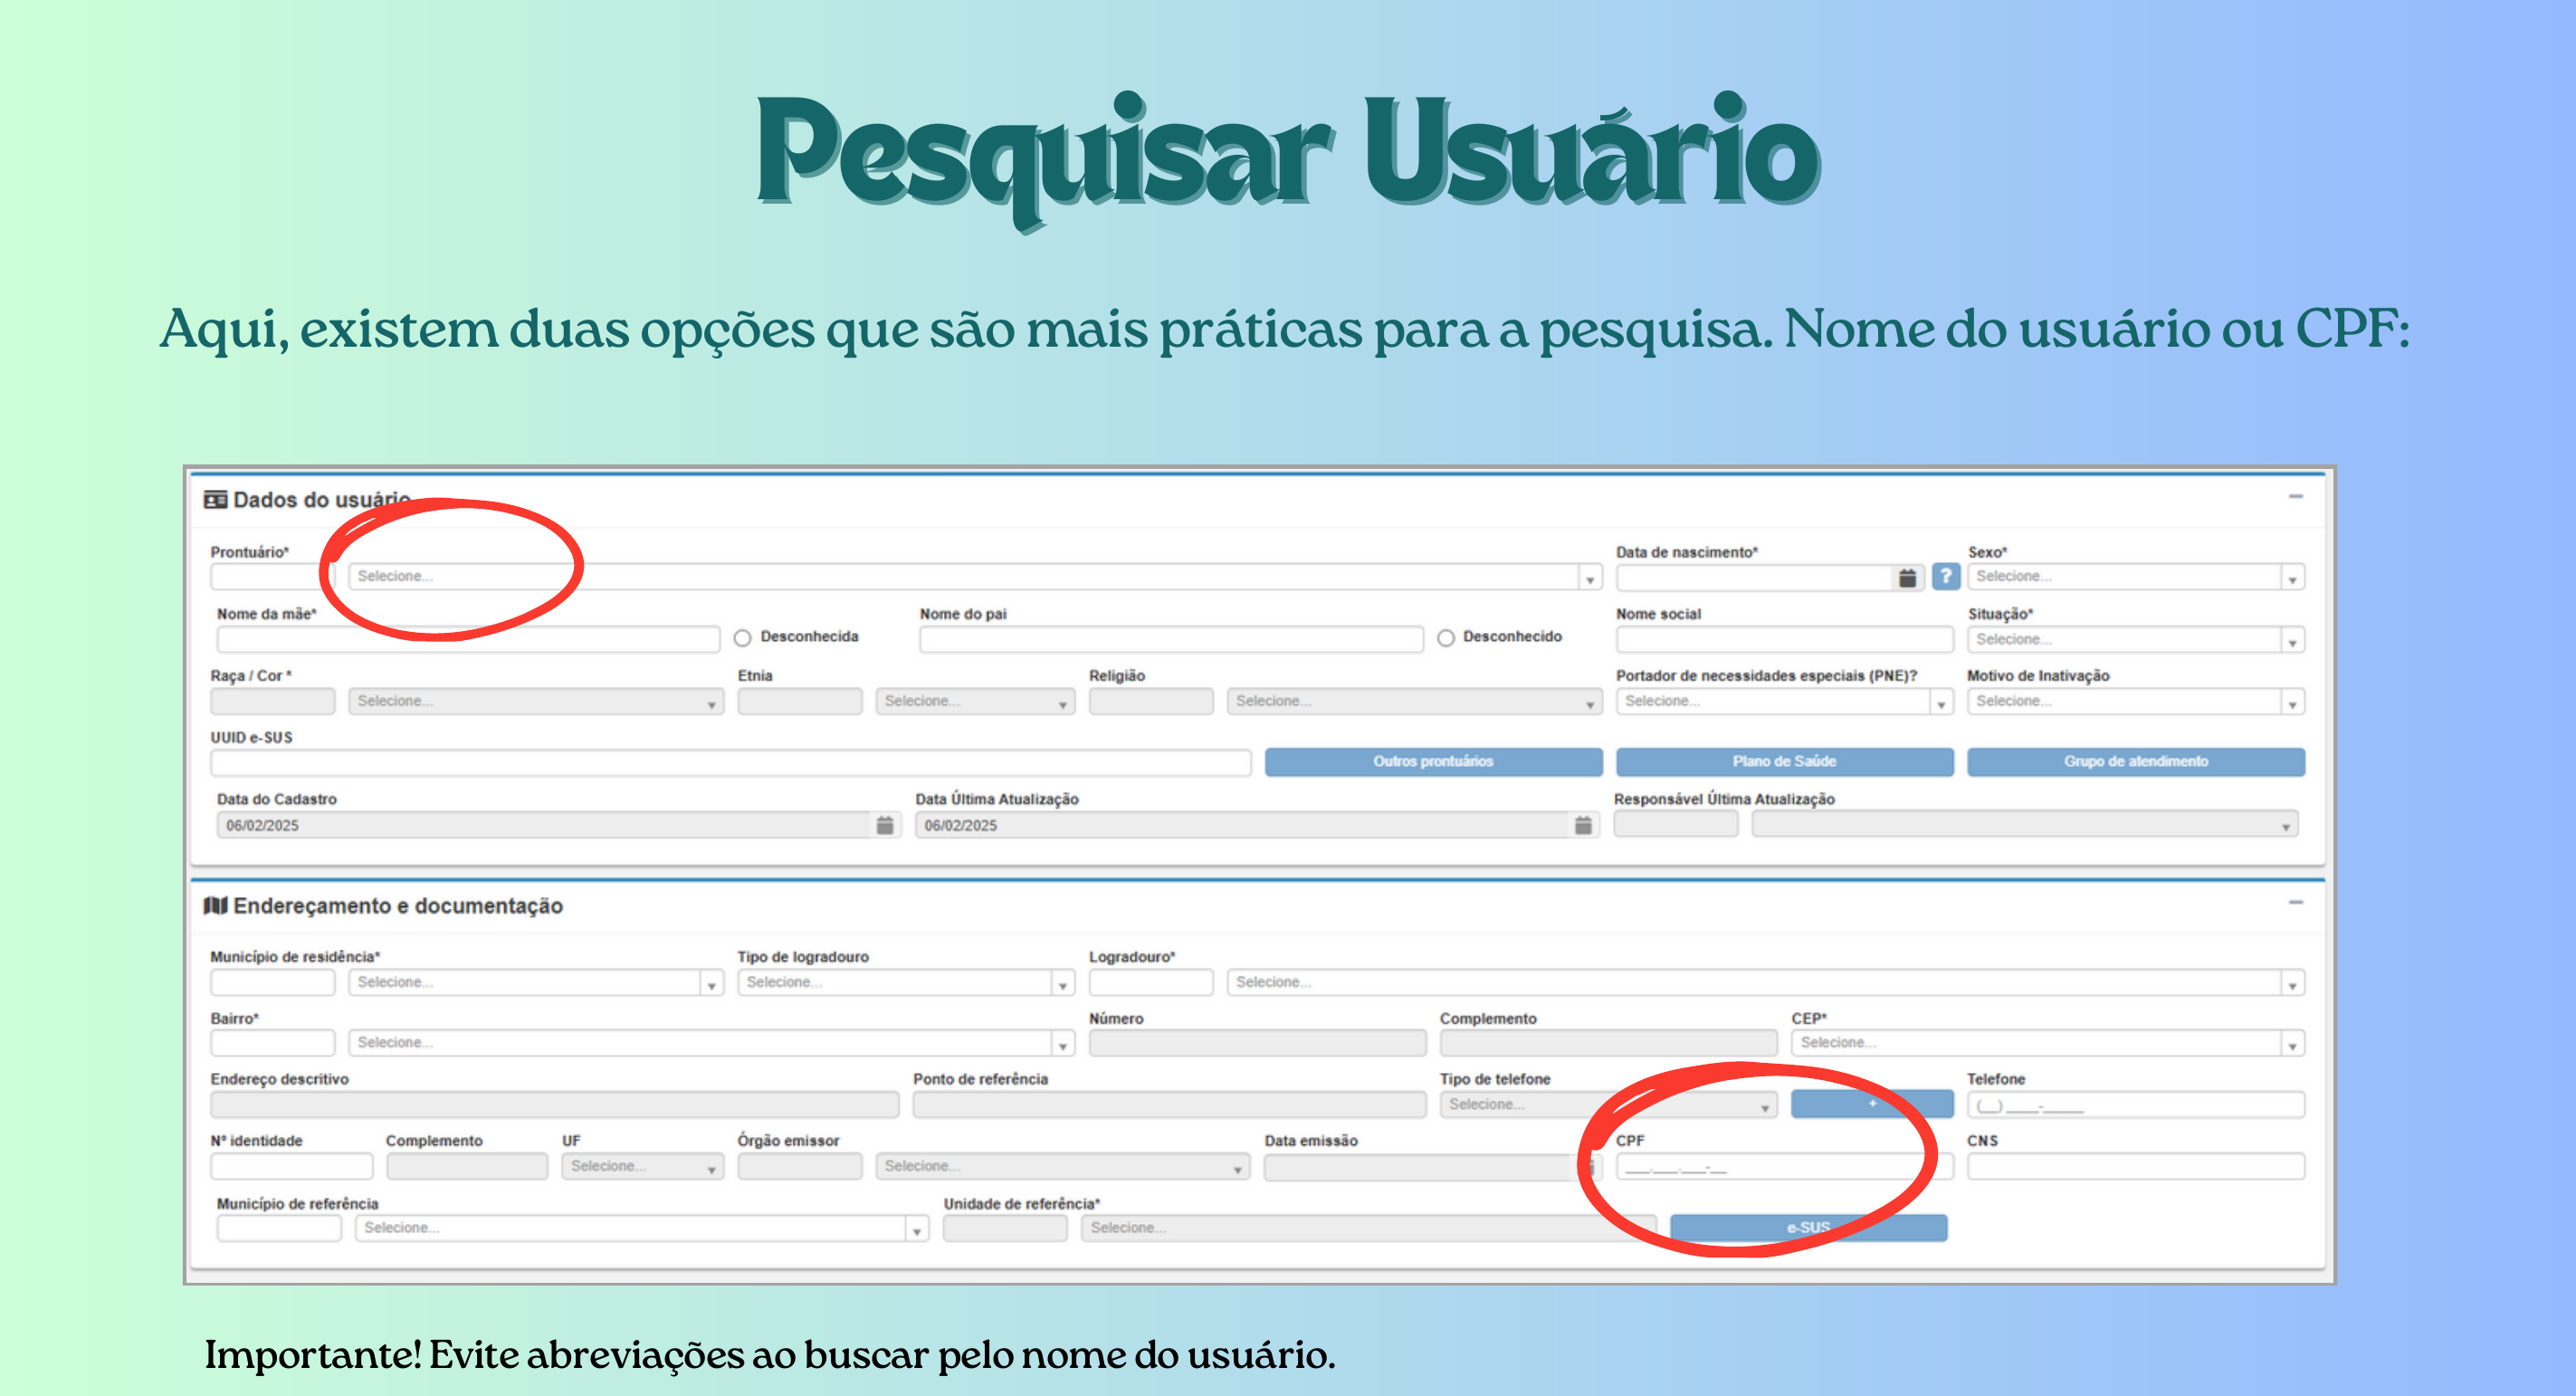 Pesquisar Usuário
Aqui, existem duas opções que são mais práticas para a pesquisa. Nome do usuário ou CPF:
Dados do usuário
Prontuário* Data de nascimento* Sexo*
Selecione... ? Selecione...
Nome da mãe* Nome do pai Nome social Situação*
Desconhecida Desconhecido Selecione...
Raça / Cor * Etnia Religião Portador de necessidades especiais (PNE)? Motivo de Inativação
Selecione... Selecione... Selecione... Selecione... Selecione...
UUID e-SUS
Outros prontuários Plano de Saúde Grupo de atendimento
Data do Cadastro Data Última Atualização Responsável Última Atualização
06/02/2025 06/02/2025
Endereçamento e documentação
Município de residência* Tipo de logradouro Logradouro*
Selecione... Selecione... Selecione...
Bairro* Número Complemento CEP*
Selecione... Selecione...
Endereço descritivo Ponto de referência Tipo de telefone Telefone
Selecione... + (__) ____-_____
Nº identidade Complemento UF Órgão emissor Data emissão CPF CNS
Selecione... Selecione... ___.___.___-__
Município de referência Unidade de referência*
Selecione... Selecione... e-SUS
Importante! Evite abreviações ao buscar pelo nome do usuário.